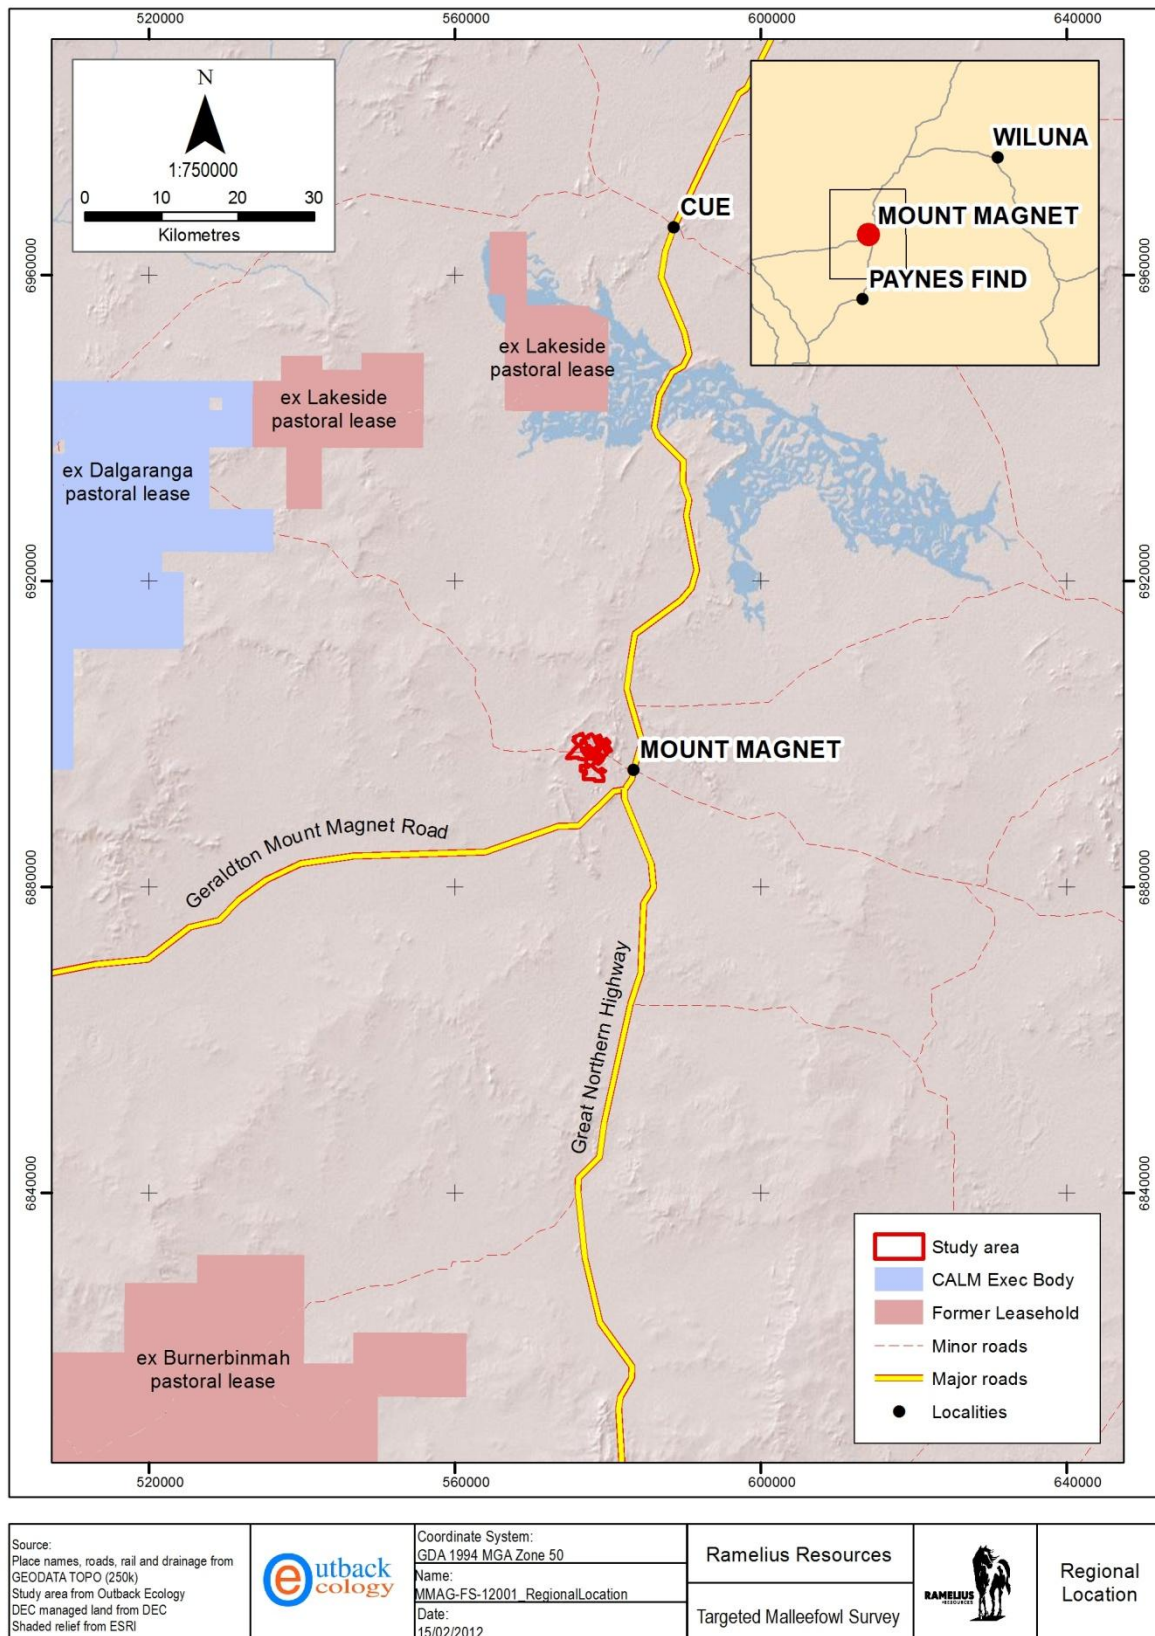 520000
560000
600000
640000
N
1:750000
0 10 20 30
Kilometres
WILUNA
MOUNT MAGNET
PAYNES FIND
CUE
6960000
6960000
ex Lakeside
pastoral lease
ex Lakeside
pastoral lease
ex Dalgaranga
pastoral lease
6920000
6920000
MOUNT MAGNET
Geraldton Mount Magnet Road
6880000
6880000
Great Northern Highway
6840000
6840000
ex Burnerbinmah
pastoral lease
Study area
CALM Exec Body
Former Leasehold
Minor roads
Major roads
Localities
520000
560000
600000
640000
Source:
Place names, roads, rail and drainage from
GEODATA TOPO (250k)
Study area from Outback Ecology
DEC managed land from DEC
Shaded relief from ESRI
Outback
ecology
Coordinate System:
GDA 1994 MGA Zone 50
Name:
MMAG-FS-12001_RegionalLocation
Date:
15/02/2012
Ramelius Resources
Targeted Malleefowl Survey
RAMELIUS
RESOURCES
Regional
Location